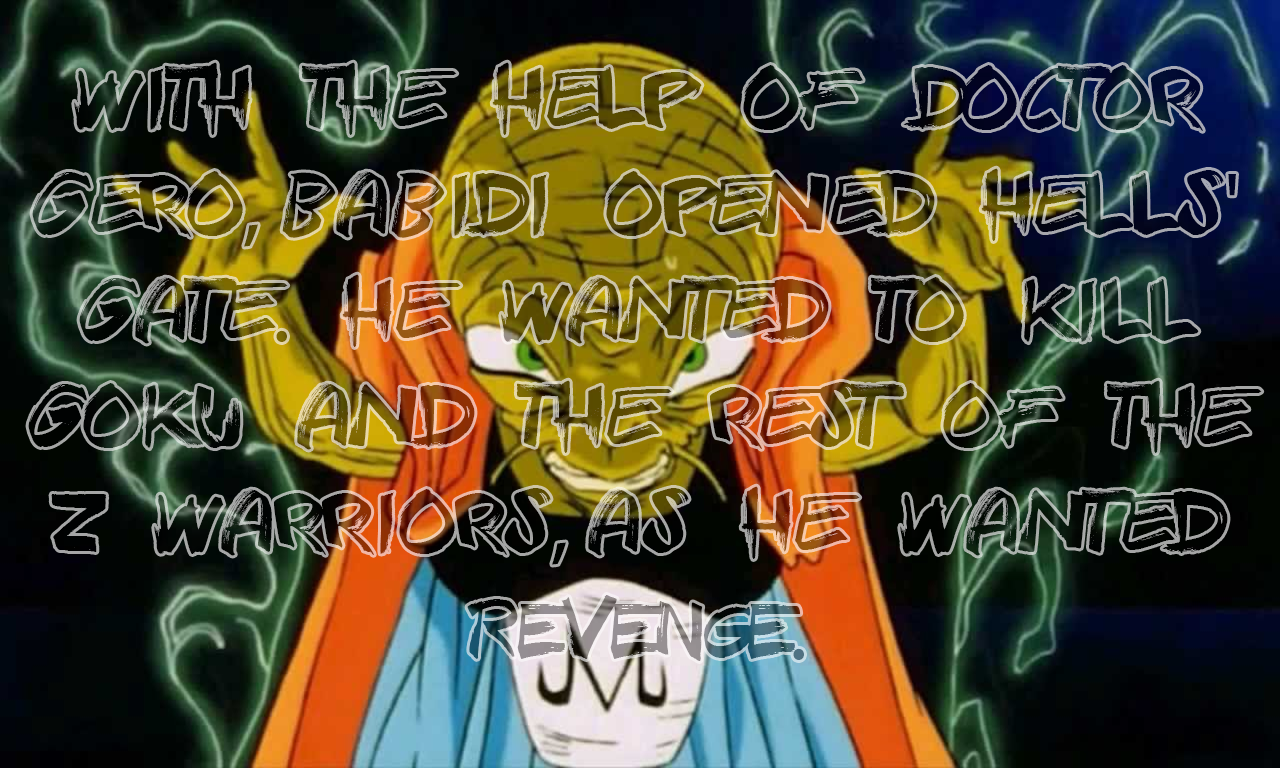 WITH THE HELP OF DOCTOR
GERO, BABIDI OPENED HELLS'
GATE. HE WANTED TO KILL
GOKU AND THE REST OF THE
Z WARRIORS, AS HE WANTED
REVENGE.
M